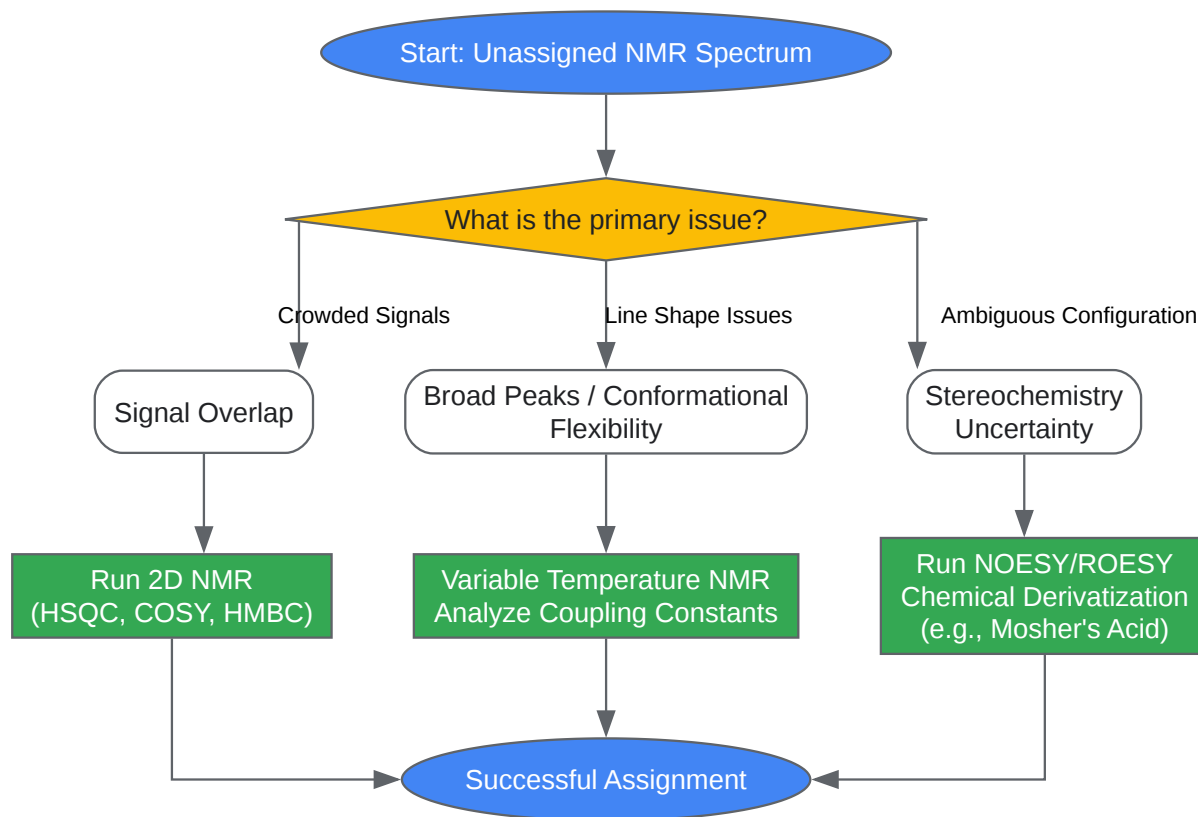 Start: Unassigned NMR Spectrum
What is the primary issue?
Crowded Signals
Line Shape Issues
Ambiguous Configuration
Signal Overlap
Broad Peaks / Conformational
Flexibility
Stereochemistry
Uncertainty
Run 2D NMR
(HSQC, COSY, HMBC)
Variable Temperature NMR
Analyze Coupling Constants
Run NOESY/ROESY
Chemical Derivatization
(e.g., Mosher's Acid)
Successful Assignment